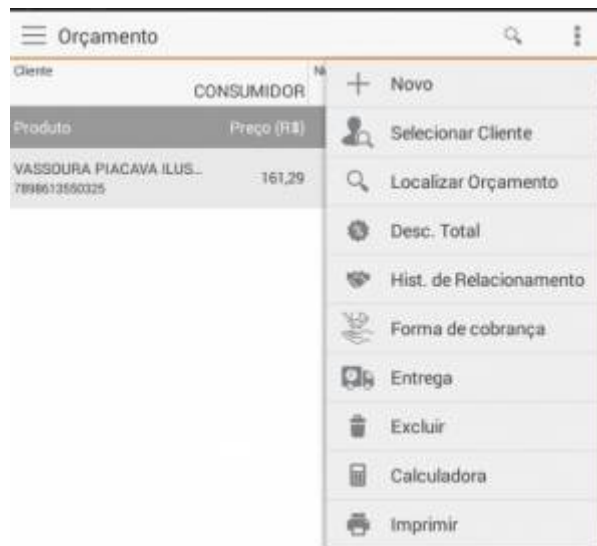 Orçamento
Cliente
CONSUMIDOR
Produto Preço (R$)
VASSOURA PIACAVA ILUS... 161,29
7898613550325
Novo
Selecionar Cliente
Localizar Orçamento
Desc. Total
Hist. de Relacionamento
Forma de cobrança
Entrega
Excluir
Calculadora
Imprimir